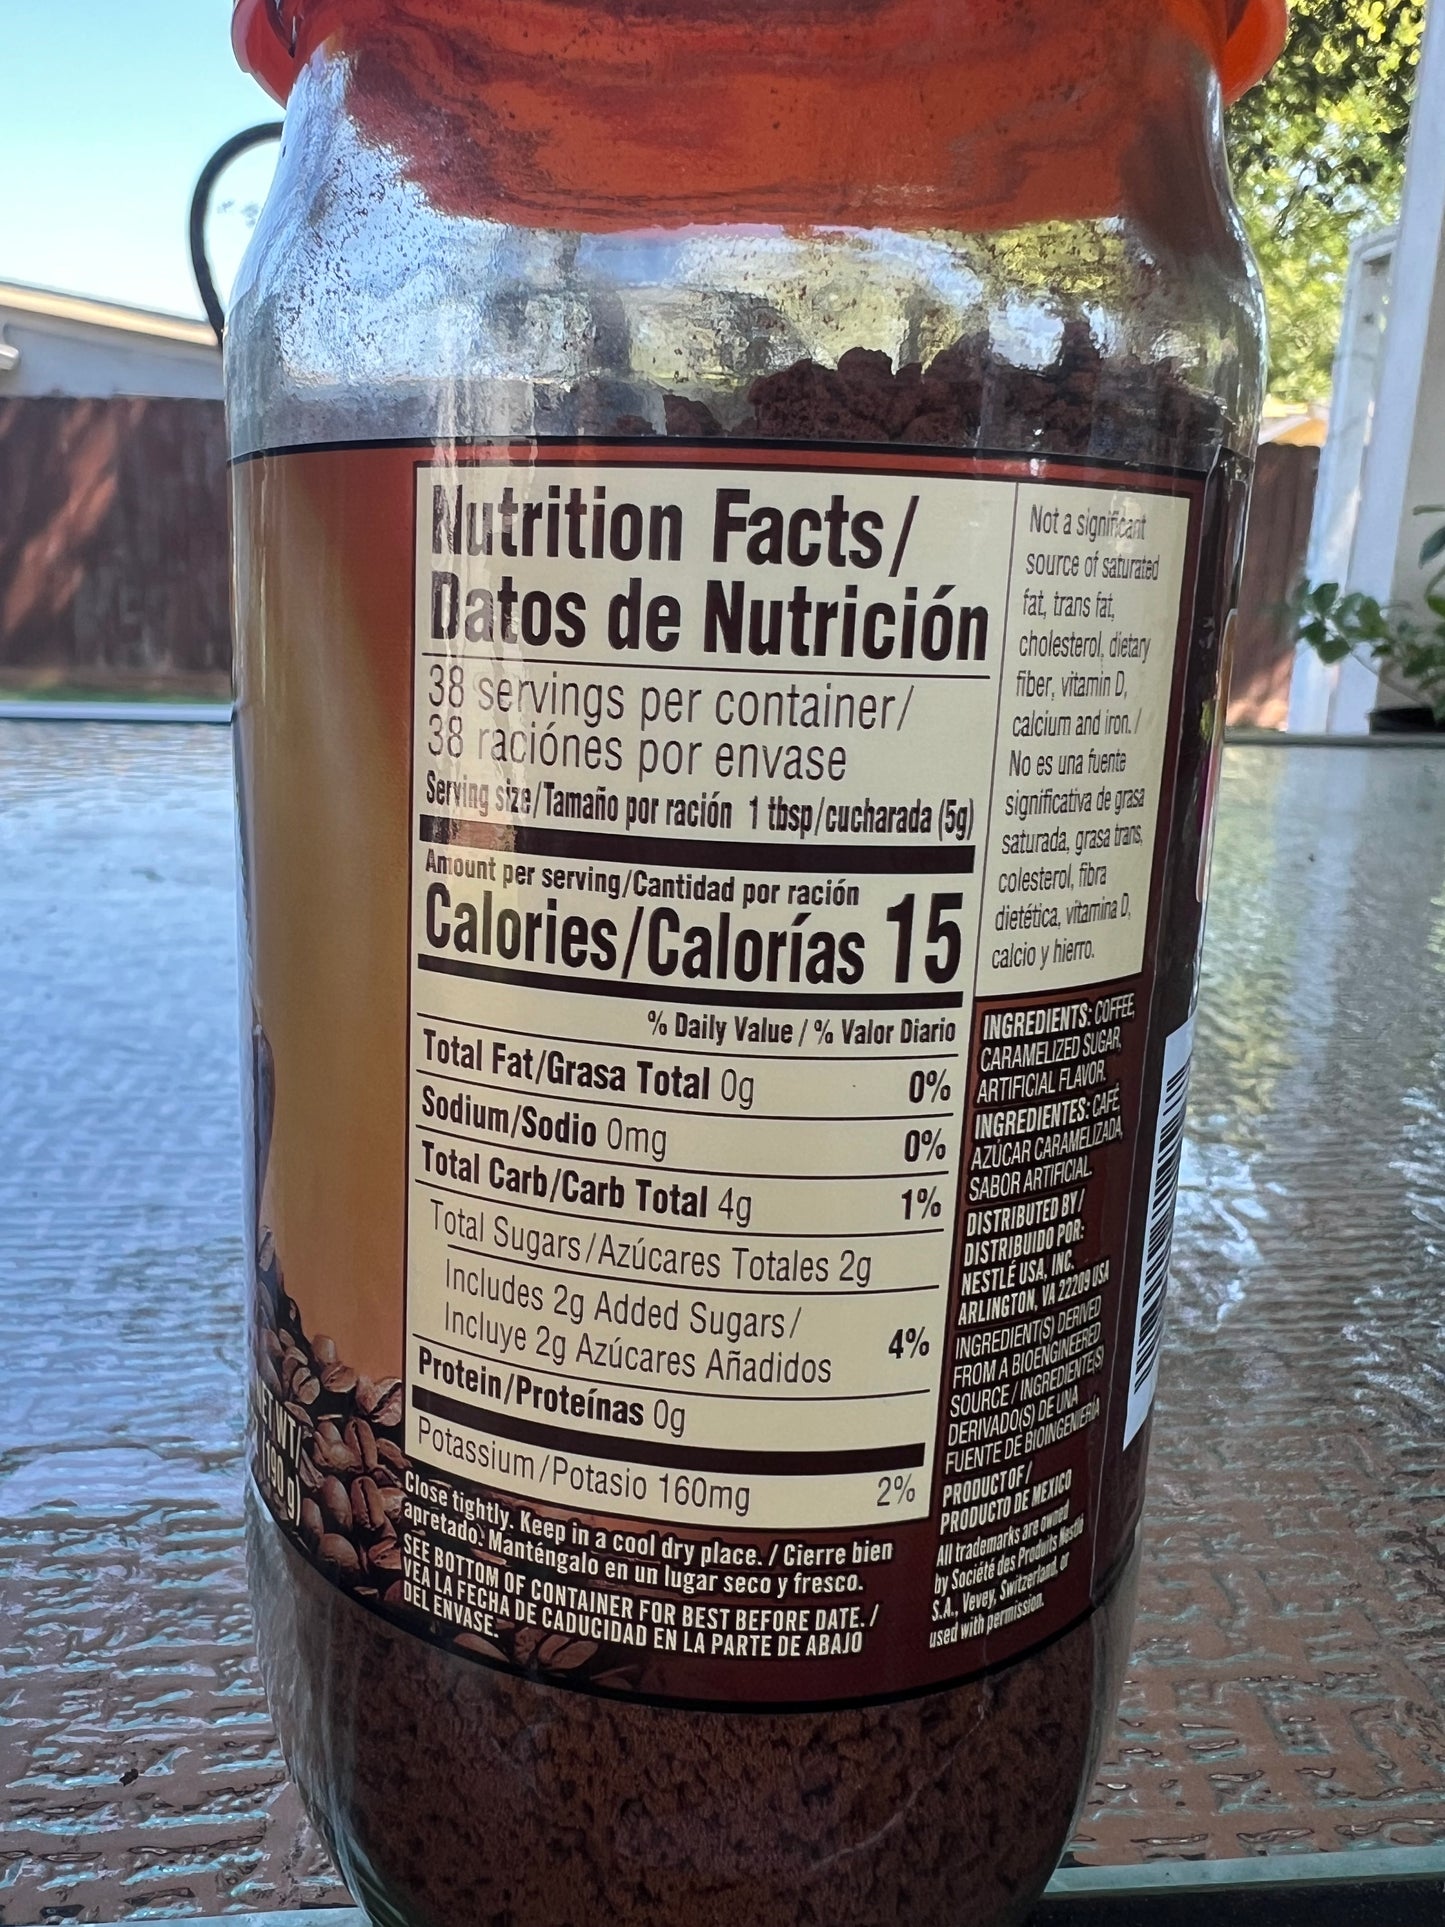 Nutrition Facts/
Datos de Nutrición
38 servings per container/
38 raciónes por envase
Serving size/Tamaño por ración 1 tbsp/cucharada (5g)
Amount per serving/Cantidad por ración
Calories/Calorías 15
% Daily Value / % Valor Diario
Total Fat/Grasa Total 0g 0%
Sodium/Sodio 0mg 0%
Total Carb/Carb Total 4g 1%
Total Sugars/Azúcares Totales 2g
Includes 2g Added Sugars/
Incluye 2g Azúcares Añadidos 4%
Protein/Proteínas 0g
Potassium/Potasio 160mg 2%
Not a significant
source of saturated
fat, trans fat,
cholesterol, dietary
fiber, vitamin D,
calcium and iron. /
No es una fuente
significativa de grasa
saturada, grasa trans,
colesterol, fibra
dietética, vitamina D,
calcio y hierro.
INGREDIENTS: COFFEE,
CARAMELIZED SUGAR,
ARTIFICIAL FLAVOR.
INGREDIENTES: CAFÉ,
AZÚCAR CARAMELIZADA,
SABOR ARTIFICIAL.
DISTRIBUTED BY/
DISTRIBUIDO POR:
NESTLÉ USA, INC.
ARLINGTON, VA 22209 USA
INGREDIENT(S) DERIVED
FROM A BIOENGINEERED
SOURCE/INGREDIENTE(S)
DERIVADO(S) DE UNA
FUENTE DE BIOINGENIERÍA
PRODUCT OF/
PRODUCTO DE MEXICO
All trademarks are owned
by Société des Produits Nestlé
S.A., Vevey, Switzerland, or
used with permission.
Close tightly. Keep in a cool dry place. / Cierre bien
apretado. Manténgalo en un lugar seco y fresco.
SEE BOTTOM OF CONTAINER FOR BEST BEFORE DATE. /
VEA LA FECHA DE CADUCIDAD EN LA PARTE DE ABAJO
DEL ENVASE.
WT/
(190 g)